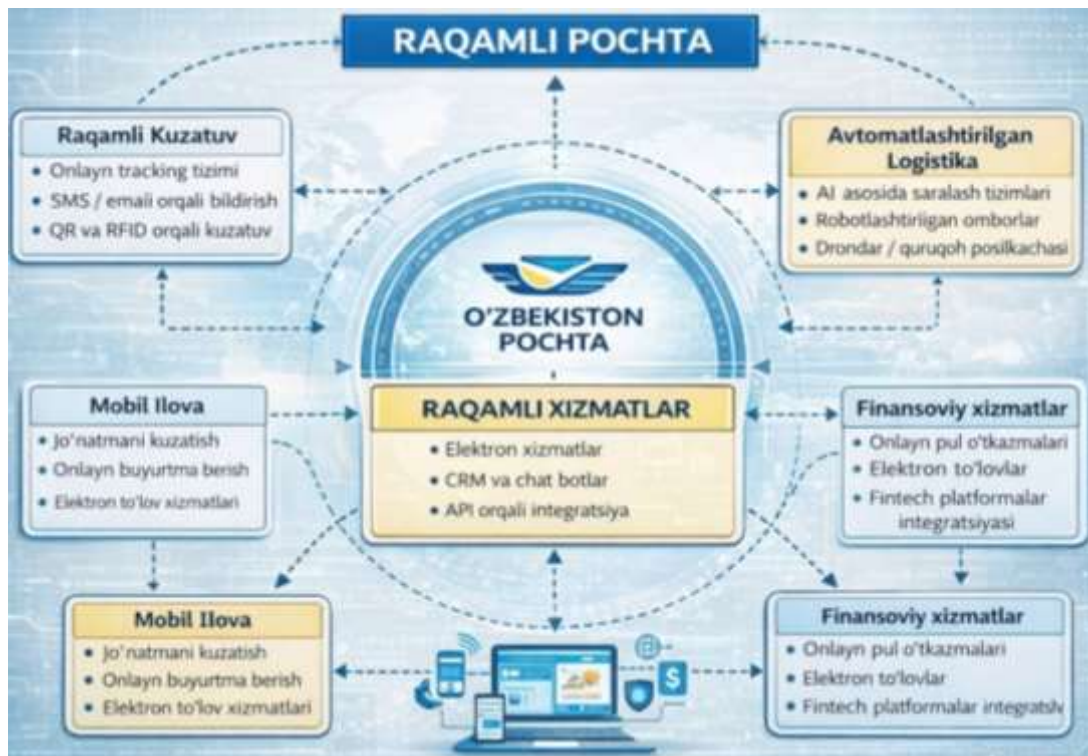 RAQAMLI POCHTA
Raqamli Kuzatuv
• Onlayn tracking tizimi
• SMS / emaii orqali bildirish
• QR va RFID orqali kuzatuv
Avtomatlashtirilgan
Logistika
• AI asosida saralash tizimlari
• Robotlashtiriigan omborlar
• Drondar / quruqoh posilkachasi
O'ZBEKISTON
POCHTA
Mobil Ilova
• Jo'natmani kuzatish
• Onlayn buyurtma berish
• Elektron to'lov xizmatlari
RAQAMLI XIZMATLAR
• Elektron xizmatlar
• CRM va chat botlar
• API orqali integratsiya
Finansoviy xizmatlar
• Onlayn pul o'tkazmalari
• Elektron to'lovlar
• Fintech platformalar
integratsiyasi
Mobil Ilova
• Jo'natmani kuzatish
• Onlayn buyurtma berish
• Elektron to'lov xizmatlari
Finansoviy xizmatlar
• Onlayn pul o'tkazmalari
• Elektron to'lovlar
• Fintech platformalar integratsiv